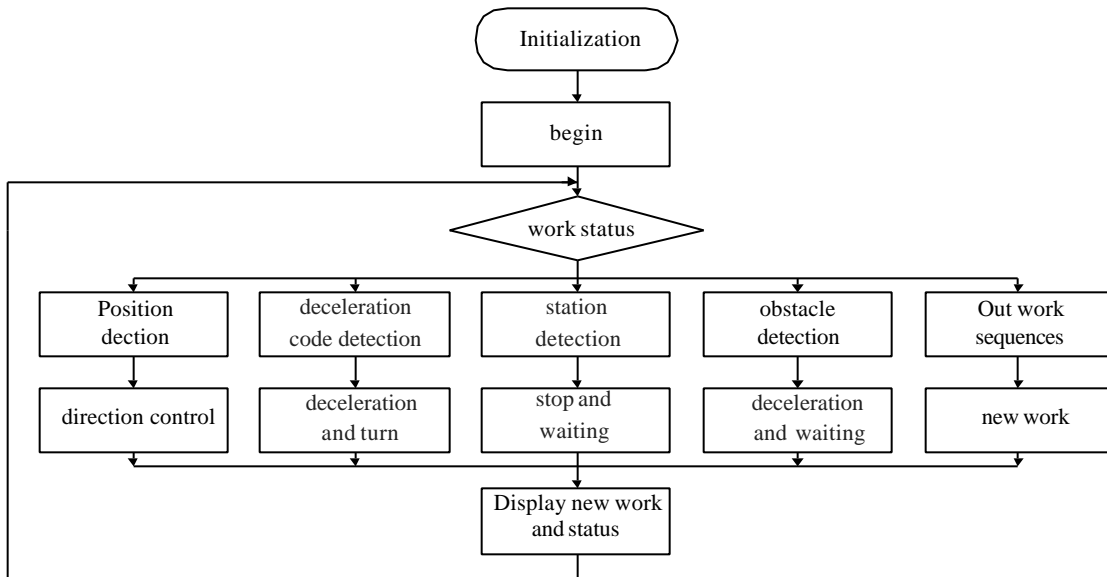 Initialization
begin
work status
Position
dection
deceleration
code detection
station
detection
obstacle
detection
Out work
sequences
direction control
deceleration
and turn
stop and
waiting
deceleration
and waiting
new work
Display new work
and status